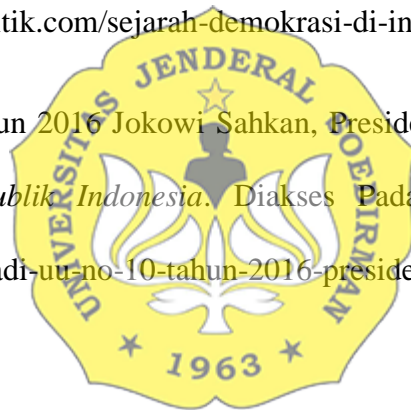 tik.com/sejarah-demokrasi-di-in
un 2016 Jokowi Sahkan, Preside
ublik Indonesia. Diakses Pada
adi-uu-no-10-tahun-2016-preside
UNIVERSITAS JENDERAL SOEDIRMAN
1963